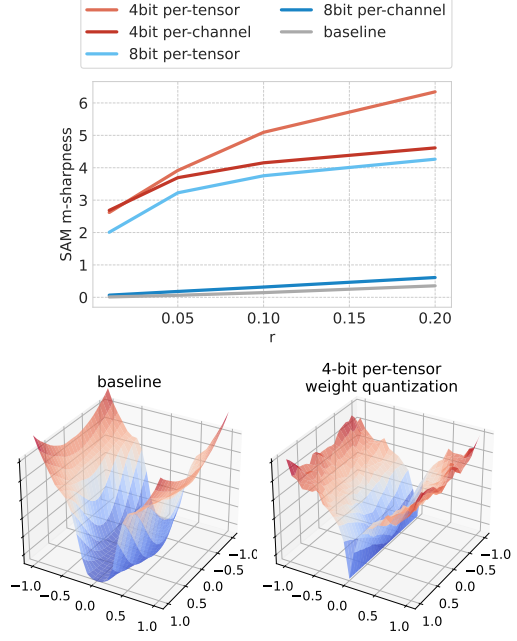 4bit per-tensor
4bit per-channel
8bit per-tensor
8bit per-channel
baseline
6
5
4
3
2
1
0
SAM m-sharpness
0.05 0.10 0.15 0.20
r
baseline
−1.0
−0.5
0.0
0.5
1.0
−1.0
−0.5
0.0
0.5
1.0
4-bit per-tensor
weight quantization
−1.0
−0.5
0.0
0.5
1.0
−1.0
−0.5
0.0
0.5
1.0